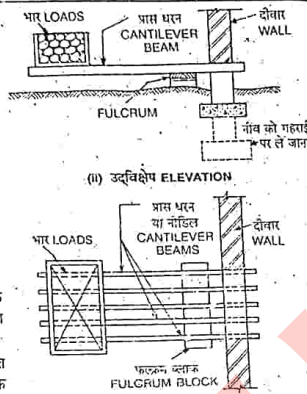 भार LOADS
प्रास धरन
CANTILEVER
BEAM
दीवार
WALL
FULCRUM
नींव को गहराई
पर ले जान
(ii) उद्विक्षेप ELEVATION
प्रास धरन
या नोडिल
CANTILEVER
BEAMS
भार LOADS
दीवार
WALL
फलक्रम ब्लाक
FULCRUM BLOCK